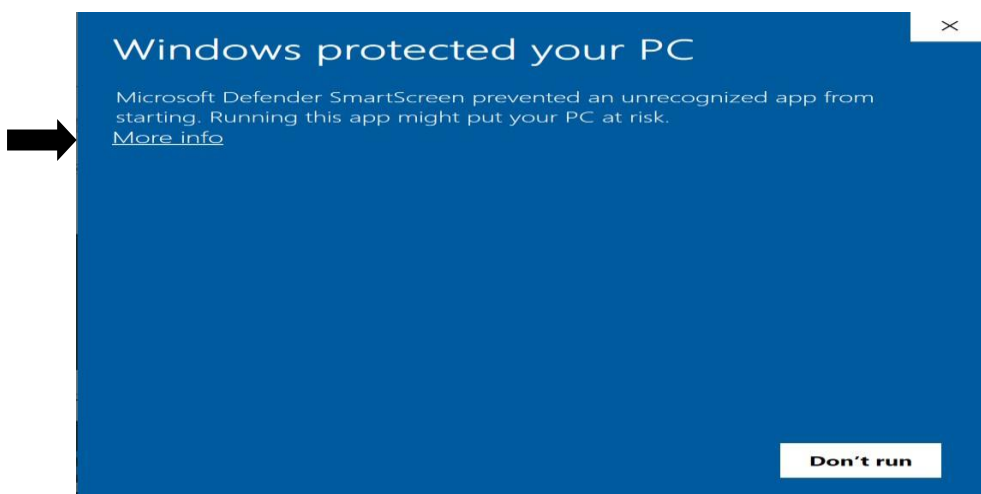 Windows protected your PC
Microsoft Defender SmartScreen prevented an unrecognized app from
starting. Running this app might put your PC at risk.
More info
Don't run